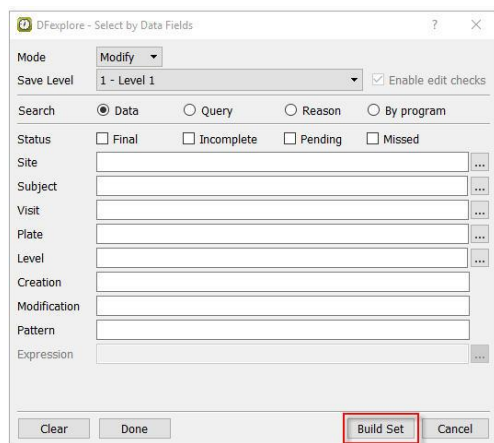 DFexplore - Select by Data Fields ? ×
Mode Modify
Save Level 1 - Level 1 Enable edit checks
Search Data Query Reason By program
Status Final Incomplete Pending Missed
Site ...
Subject ...
Visit ...
Plate ...
Level ...
Creation
Modification
Pattern
Expression ...
Clear Done Build Set Cancel